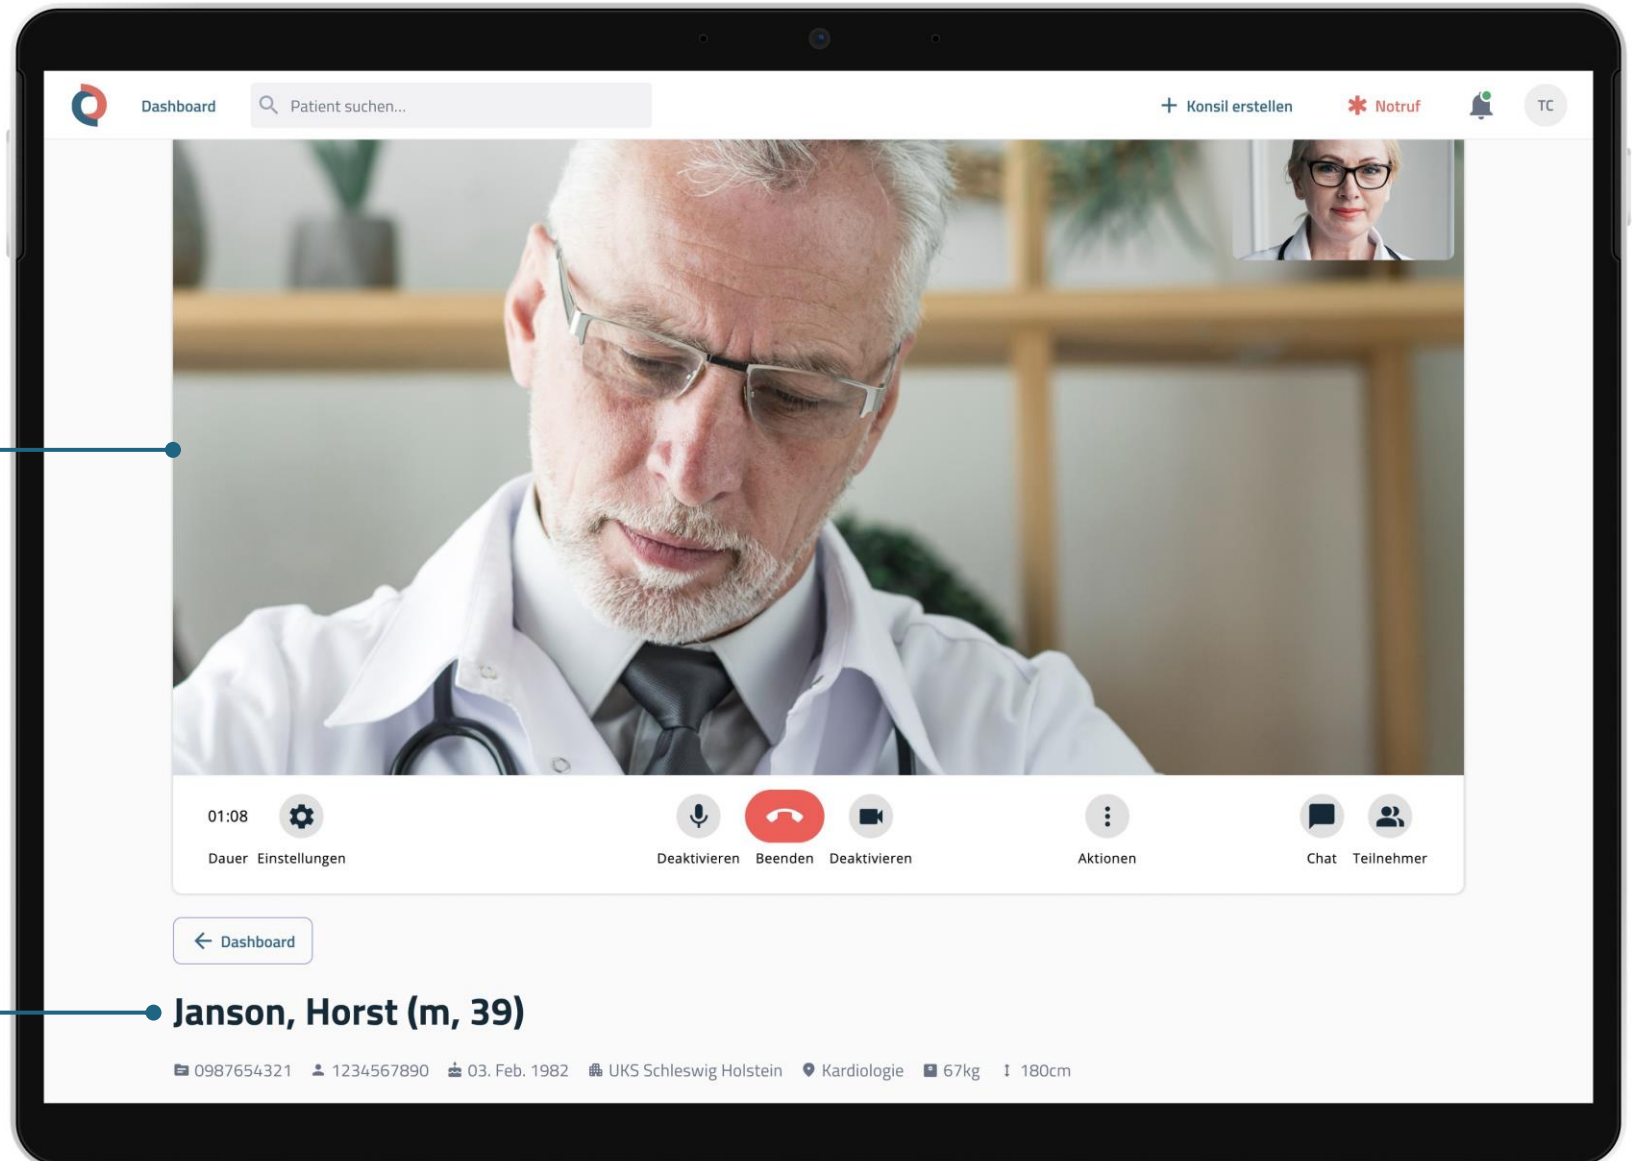 Dashboard
Patient suchen...
+ Konsil erstellen
Notruf
TC
01:08
Dauer Einstellungen
Deaktivieren Beenden Deaktivieren
Aktionen
Chat Teilnehmer
← Dashboard
Janson, Horst (m, 39)
0987654321 1234567890 03. Feb. 1982 UKS Schleswig Holstein Kardiologie 67kg 180cm